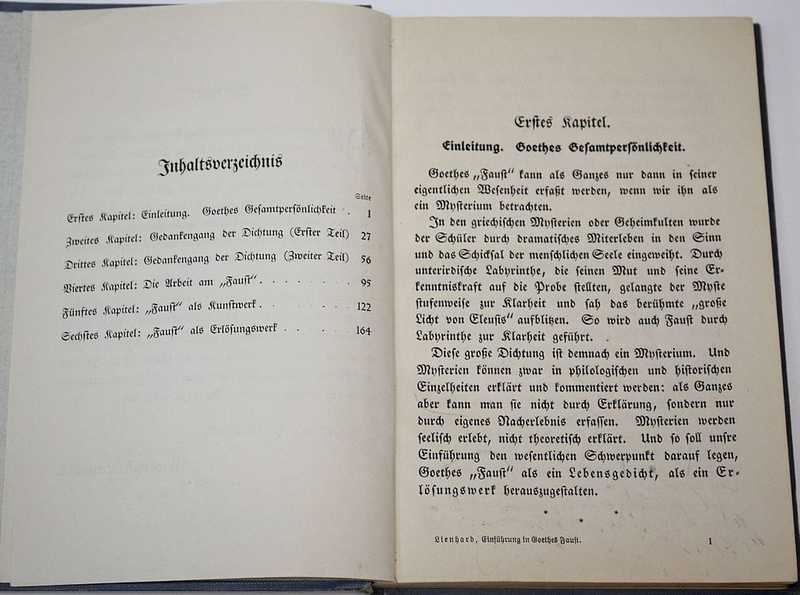 Inhaltsverzeichnis
Seite
Erstes Kapitel: Einleitung. Goethes Gesamtpersönlichkeit . 1
Zweites Kapitel: Gedankengang der Dichtung (Erster Teil) 27
Drittes Kapitel: Gedankengang der Dichtung (Zweiter Teil) 56
Viertes Kapitel: Die Arbeit am „Faust“ . . . . . . . 95
Fünftes Kapitel: „Faust“ als Kunstwerk . . . . . . 122
Sechstes Kapitel: „Faust“ als Erlösungswerk . . . . . 164
Erstes Kapitel.
Einleitung. Goethes Gesamtpersönlichkeit.
Goethes „Faust“ kann als Ganzes nur dann in seiner
eigentlichen Wesenheit erfaßt werden, wenn wir ihn als
ein Mysterium betrachten.
In den griechischen Mysterien oder Geheimkulten wurde
der Schüler durch dramatisches Miterleben in den Sinn
und das Schicksal der menschlichen Seele eingeweiht. Durch
unterirdische Labyrinthe, die seinen Mut und seine Er-
kenntniskraft auf die Probe stellten, gelangte der Myste
stufenweise zur Klarheit und sah das berühmte „große
Licht von Eleusis“ aufblitzen. So wird auch Faust durch
Labyrinthe zur Klarheit geführt.
Diese große Dichtung ist demnach ein Mysterium. Und
Mysterien können zwar in philologischen und historischen
Einzelheiten erklärt und kommentiert werden: als Ganzes
aber kann man sie nicht durch Erklärung, sondern nur
durch eigenes Nacherlebnis erfassen. Mysterien werden
seelisch erlebt, nicht theoretisch erklärt. Und so soll unsre
Einführung den wesentlichen Schwerpunkt darauf legen,
Goethes „Faust“ als ein Lebensgedicht, als ein Er-
lösungswerk herauszugestalten.
* * *
Lienhard, Einführung in Goethes Faust. 1